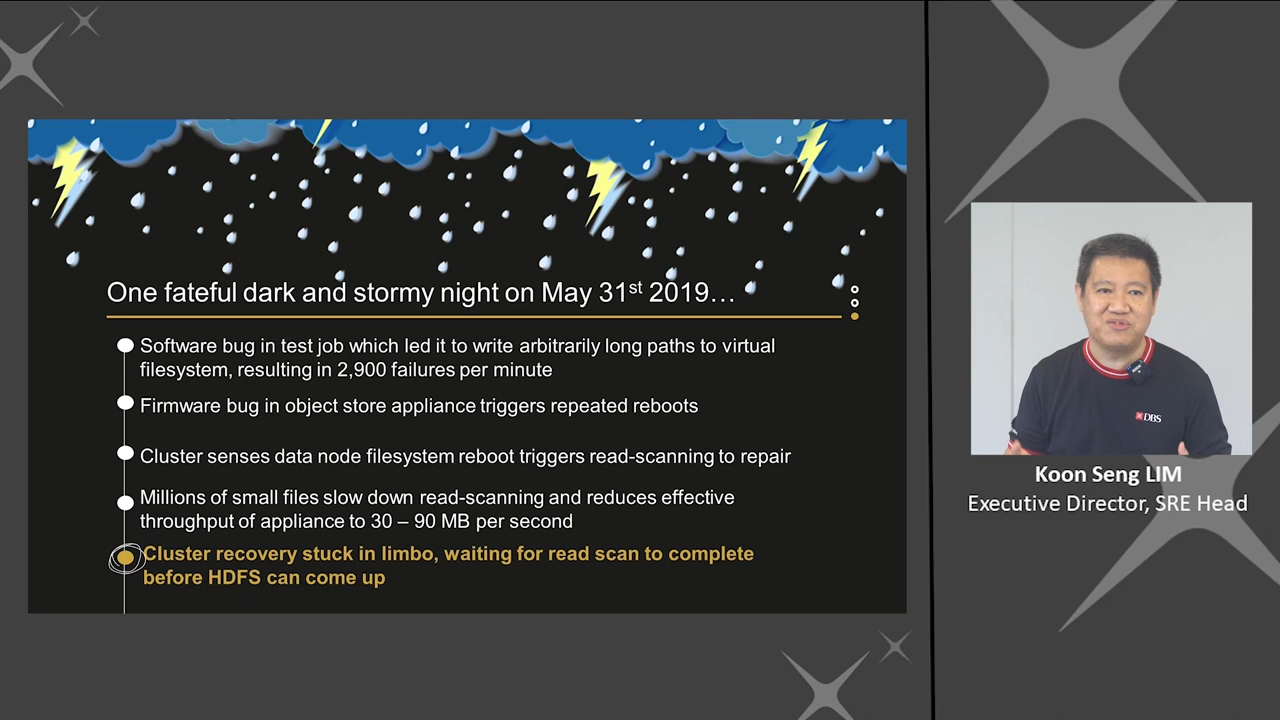 One fateful dark and stormy night on May 31st 2019…
Software bug in test job which led it to write arbitrarily long paths to virtual
filesystem, resulting in 2,900 failures per minute
Firmware bug in object store appliance triggers repeated reboots
Cluster senses data node filesystem reboot triggers read-scanning to repair
Millions of small files slow down read-scanning and reduces effective
throughput of appliance to 30 – 90 MB per second
Cluster recovery stuck in limbo, waiting for read scan to complete
before HDFS can come up
DBS
Koon Seng LIM
Executive Director, SRE Head